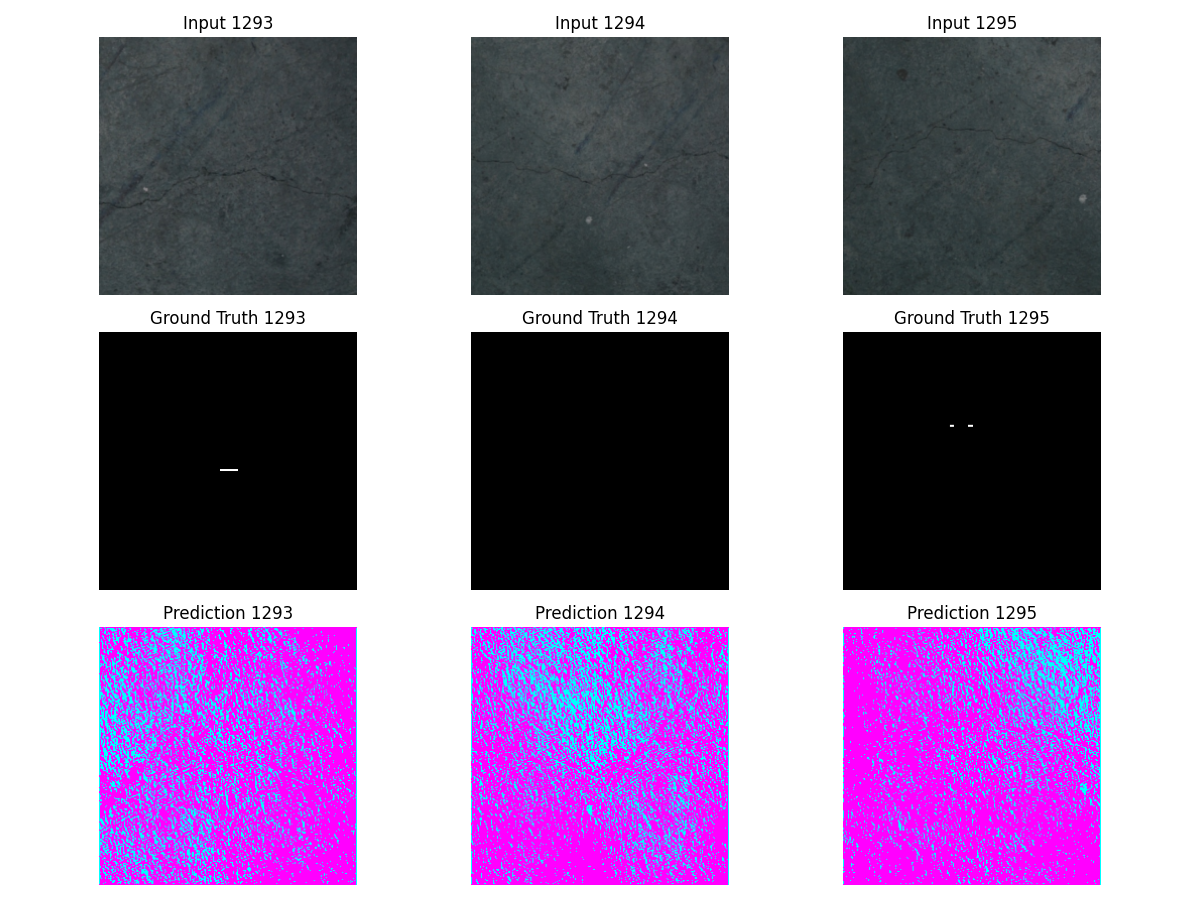 Input 1293
Input 1294
Input 1295
Ground Truth 1293
Ground Truth 1294
Ground Truth 1295
Prediction 1293
Prediction 1294
Prediction 1295